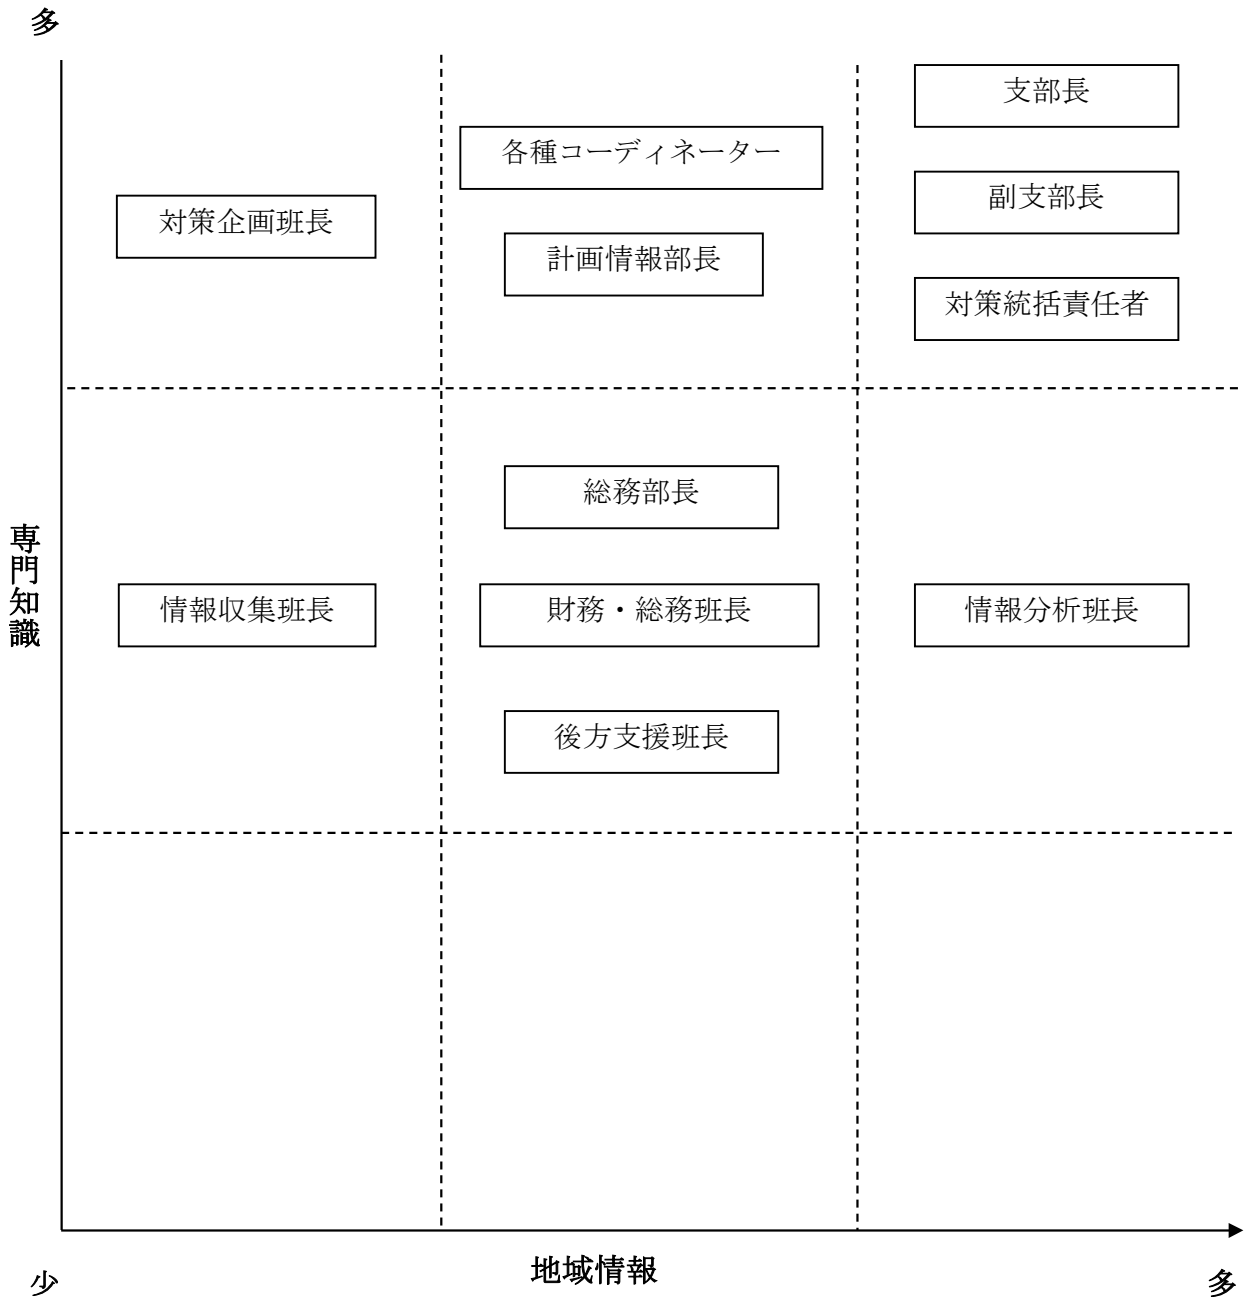 多
支部長
各種コーディネーター
副支部長
対策企画班長
計画情報部長
対策統括責任者
総務部長
専門知識
情報収集班長
財務・総務班長
情報分析班長
後方支援班長
地域情報
少
多